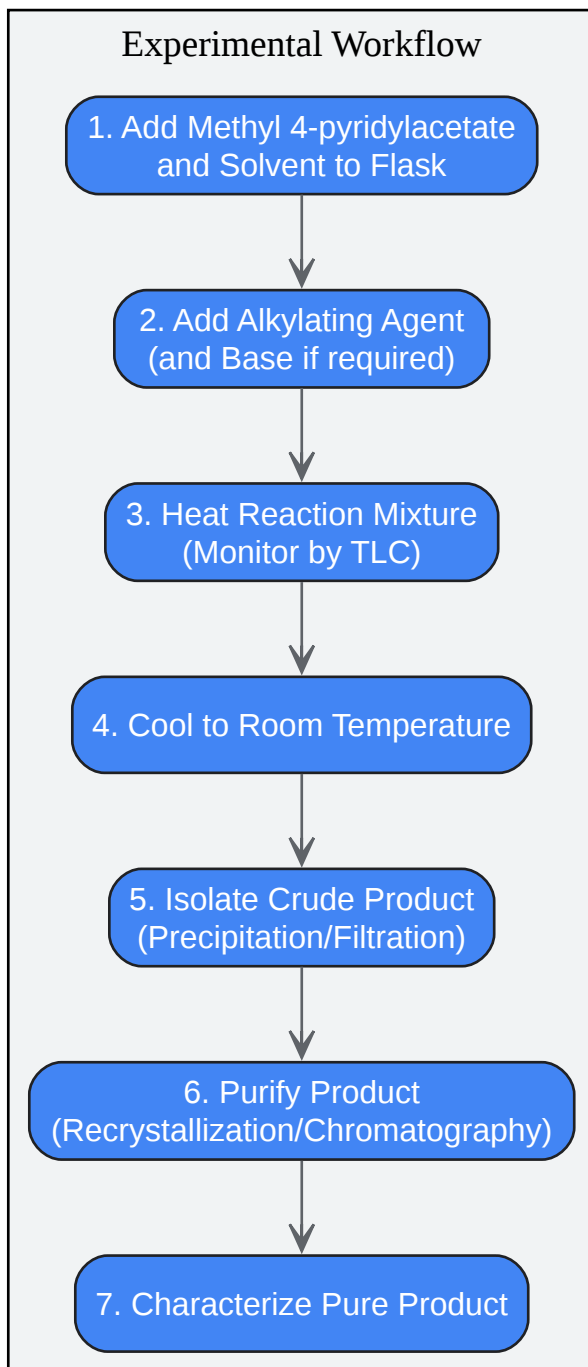 Experimental Workflow
1. Add Methyl 4-pyridylacetate
and Solvent to Flask
2. Add Alkylating Agent
(and Base if required)
3. Heat Reaction Mixture
(Monitor by TLC)
4. Cool to Room Temperature
5. Isolate Crude Product
(Precipitation/Filtration)
6. Purify Product
(Recrystallization/Chromatography)
7. Characterize Pure Product